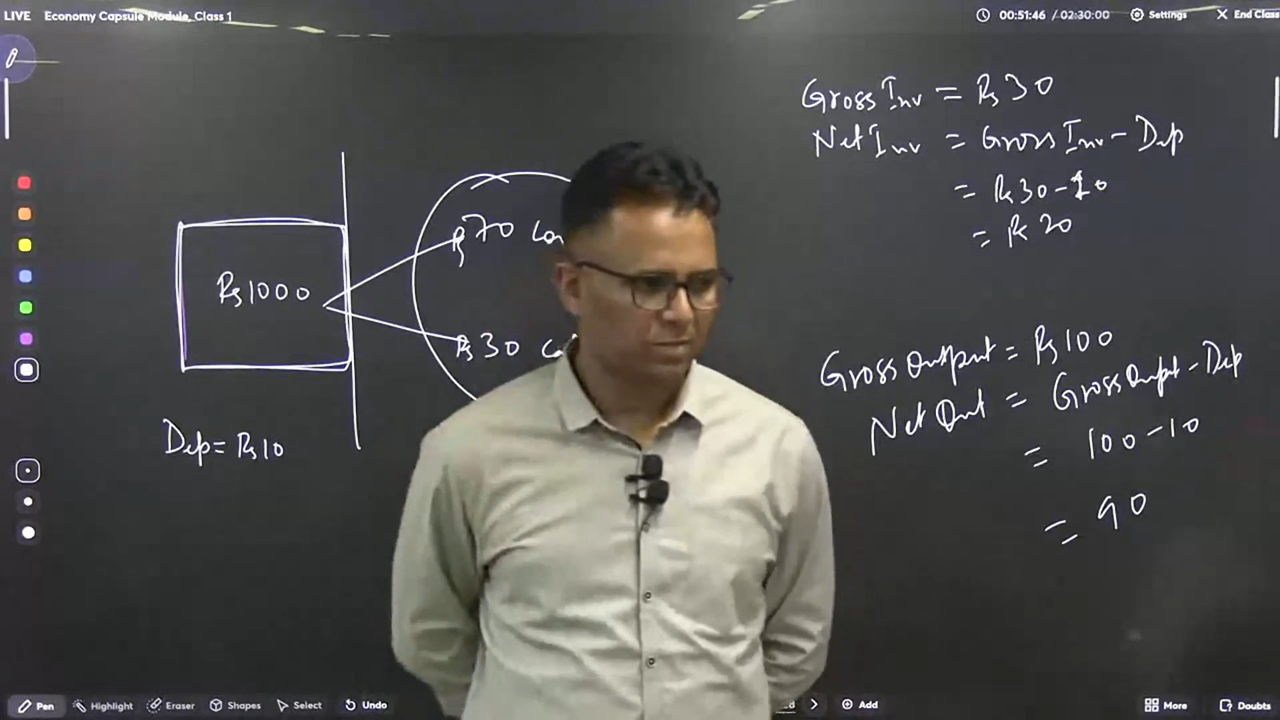 LIVE Economy Capsule Module, Class 1
00:51:46 / 02:30:00 Settings End Class
Gross Inv = Rs 30
Net Inv = Gross Inv - Dep
= Rs 30 - 10
= Rs 20
Rs 1000
Rs 70
Rs 30
Dep = Rs 10
Gross Output = Rs 100
Net Out = Gross Output - Dep
= 100 - 10
= 90
Pen Highlight Eraser Shapes Select Undo Add More Doubts